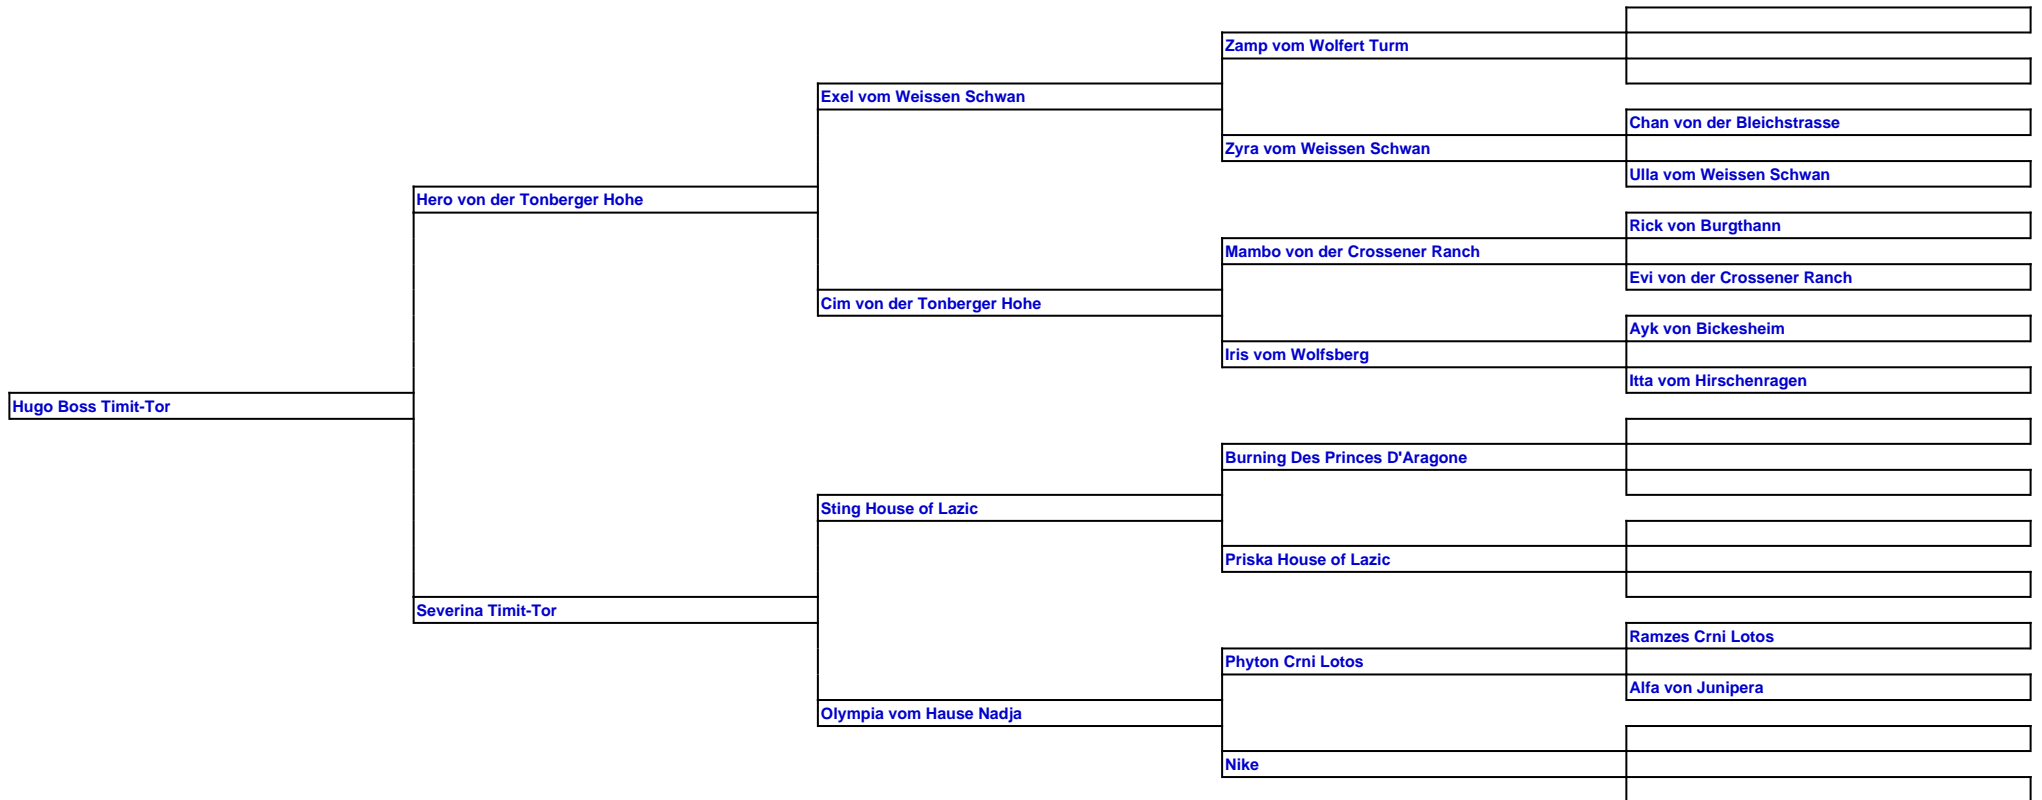 Zamp vom Wolfert Turm
Exel vom Weissen Schwan
Chan von der Bleichstrasse
Zyra vom Weissen Schwan
Ulla vom Weissen Schwan
Hero von der Tonberger Hohe
Rick von Burgthann
Mambo von der Crossener Ranch
Evi von der Crossener Ranch
Cim von der Tonberger Hohe
Ayk von Bickesheim
Iris vom Wolfsberg
Itta vom Hirschenragen
Hugo Boss Timit-Tor
Burning Des Princes D'Aragone
Sting House of Lazic
Priska House of Lazic
Severina Timit-Tor
Ramzes Crni Lotos
Phyton Crni Lotos
Alfa von Junipera
Olympia vom Hause Nadja
Nike